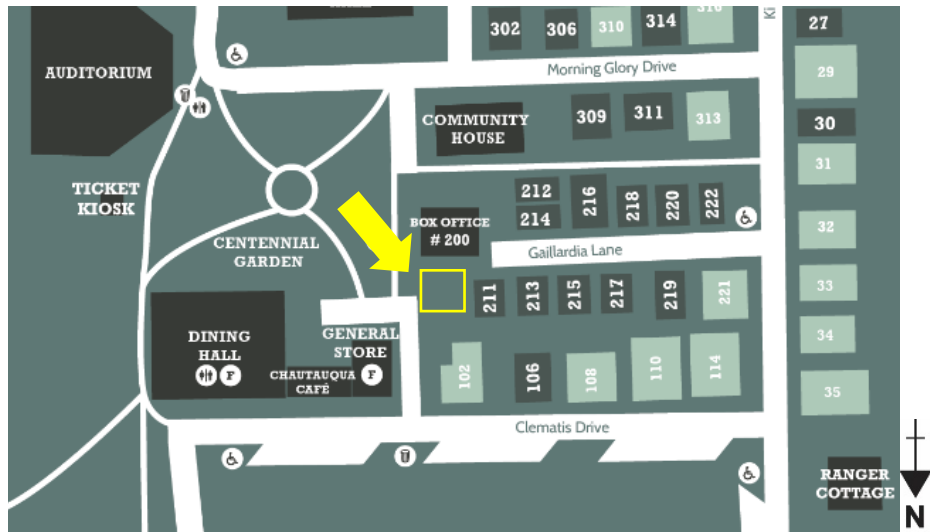 HALL
Ki
302
306
310
314
316
27
AUDITORIUM
Morning Glory Drive
29
COMMUNITY
HOUSE
309
311
313
30
31
TICKET
KIOSK
212
214
216
218
220
222
BOX OFFICE
# 200
32
CENTENNIAL
GARDEN
Gaillardia Lane
211
213
215
217
219
221
33
DINING
HALL
F
GENERAL
STORE
CHAUTAUQUA
CAFÉ
F
34
102
106
108
110
114
35
Clematis Drive
RANGER
COTTAGE
N